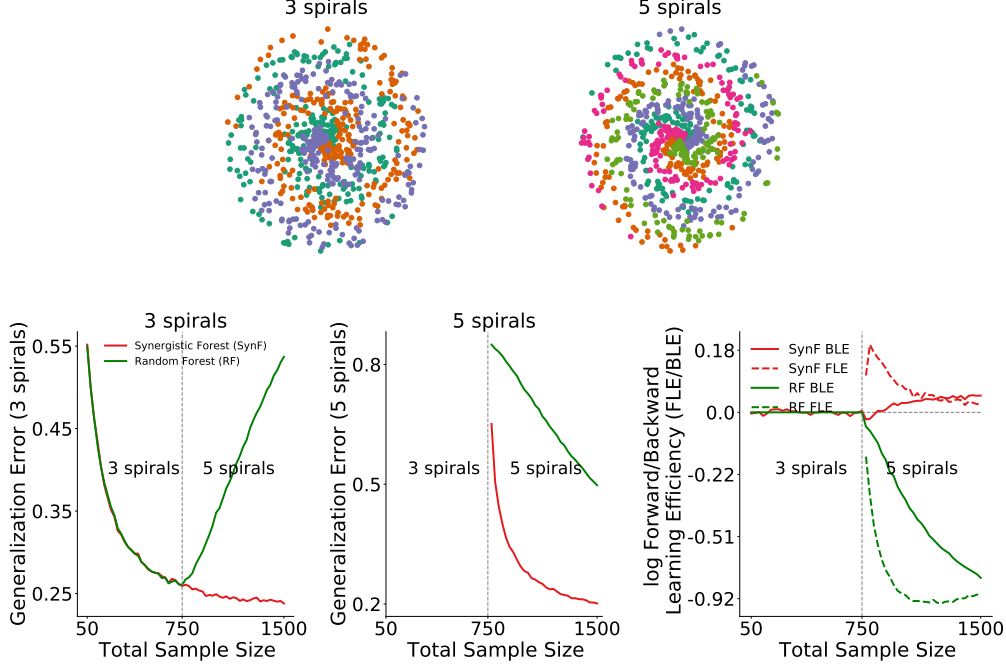 3 spirals
5 spirals
3 spirals
Generalization Error (3 spirals)
0.55
0.45
0.35
0.25
Synergistic Forest (SynF)
Random Forest (RF)
3 spirals
5 spirals
50
750
1500
Total Sample Size
5 spirals
Generalization Error (5 spirals)
0.8
0.5
0.2
3 spirals
5 spirals
50
750
1500
Total Sample Size
log Forward/Backward
Learning Efficiency (FLE/BLE)
0.18
0.0
-0.22
-0.51
-0.92
SynF BLE
SynF FLE
RF BLE
RF FLE
3 spirals
5 spirals
50
750
1500
Total Sample Size